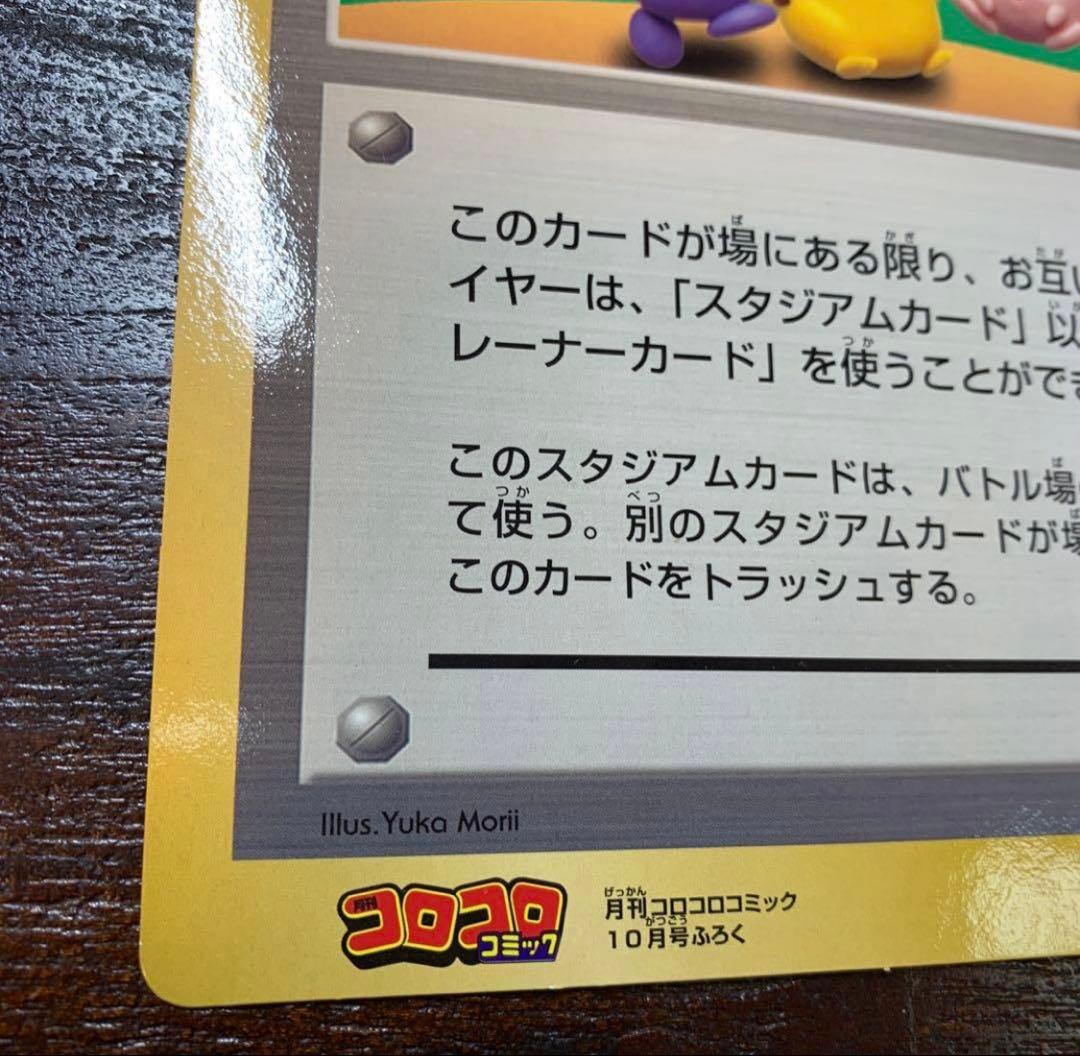 このカードが場にある限り、お互い
イヤーは、「スタジアムカード」以
レーナーカード」を使うことができ
このスタジアムカードは、バトル場
て使う。別のスタジアムカードが場
このカードをトラッシュする。
Illus.Yuka Morii
月刊 コロコロ コミック
月刊コロコロコミック
10月号ふろく